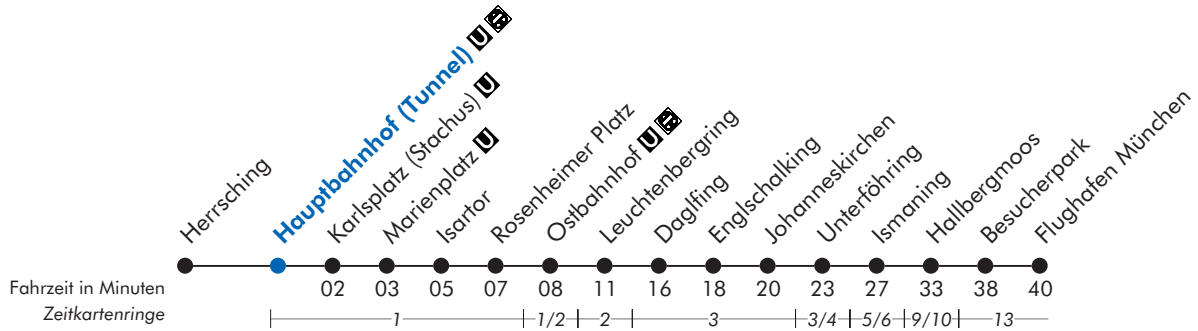 Herrsching
Hauptbahnhof (Tunnel) U
Karlsplatz (Stachus) U
Marienplatz U
Isartor
Rosenheimer Platz
Ostbahnhof U
Leuchtenbergring
Daglfing
Englschalking
Johanneskirchen
Unterföhring
Ismaning
Hallbergmoos
Besucherpark
Flughafen München
Fahrzeit in Minuten 02 03 05 07 08 11 16 18 20 23 27 33 38 40
Zeitkartenringe 1 1/2 2 3 3/4 5/6 9/10 13